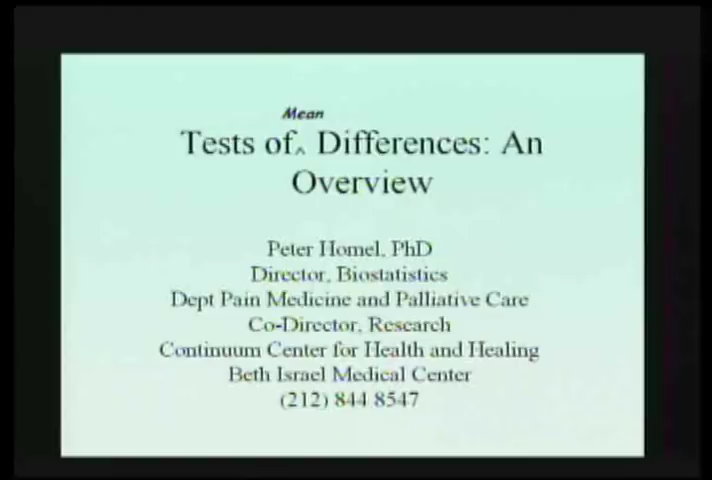 Mean
Tests of^ Differences: An
Overview
Peter Homel, PhD
Director, Biostatistics
Dept Pain Medicine and Palliative Care
Co-Director, Research
Continuum Center for Health and Healing
Beth Israel Medical Center
(212) 844 8547